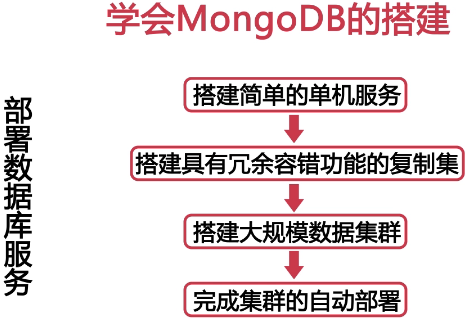 学会MongoDB的搭建
部署数据库服务
搭建简单的单机服务
搭建具有冗余容错功能的复制集
搭建大规模数据集群
完成集群的自动部署